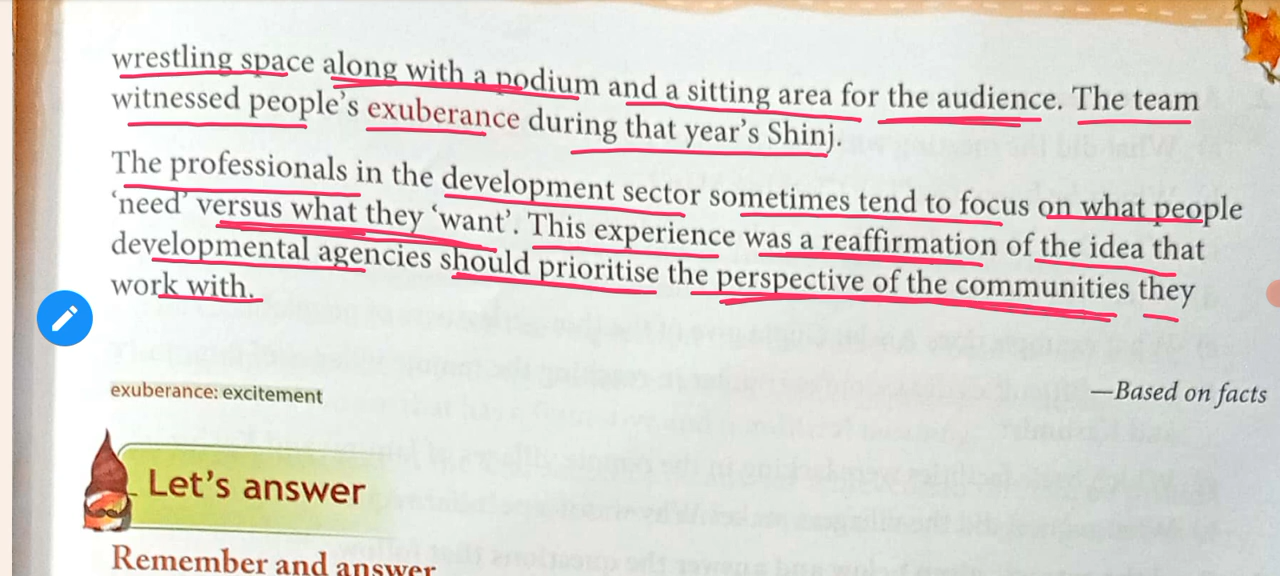 wrestling space along with a podium and a sitting area for the audience. The team
witnessed people's exuberance during that year's Shinj.
The professionals in the development sector sometimes tend to focus on what people
'need' versus what they 'want'. This experience was a reaffirmation of the idea that
developmental agencies should prioritise the perspective of the communities they
work with.
exuberance: excitement
—Based on facts
Let's answer
Remember and answer